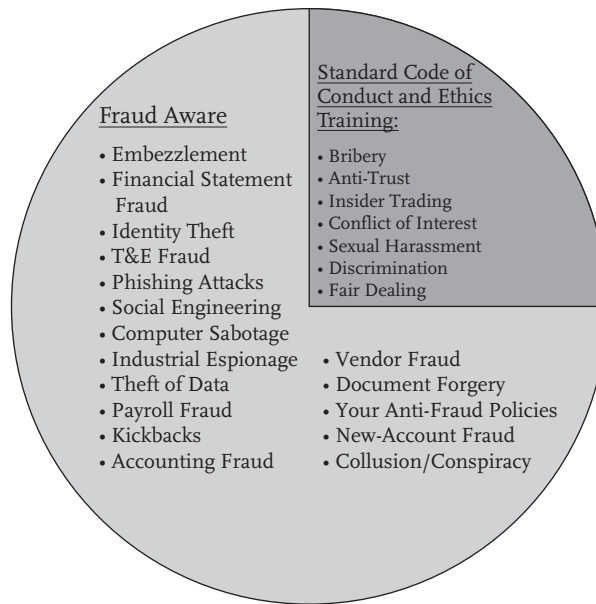 Fraud Aware
• Embezzlement
• Financial Statement
Fraud
• Identity Theft
• T&E Fraud
• Phishing Attacks
• Social Engineering
• Computer Sabotage
• Industrial Espionage
• Theft of Data
• Payroll Fraud
• Kickbacks
• Accounting Fraud
Standard Code of
Conduct and Ethics
Training:
• Bribery
• Anti-Trust
• Insider Trading
• Conflict of Interest
• Sexual Harassment
• Discrimination
• Fair Dealing
• Vendor Fraud
• Document Forgery
• Your Anti-Fraud Policies
• New-Account Fraud
• Collusion/Conspiracy